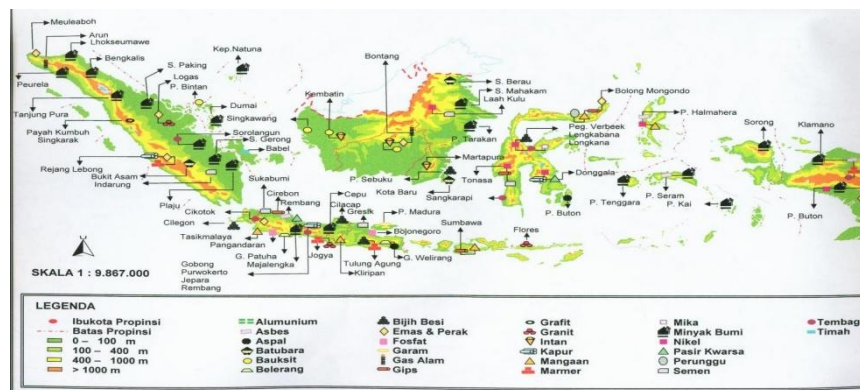 Meuleaboh
Arun
Lhokseumawe
Bengkalis
S. Paking
Logas
P. Bintan
Kep.Natuna
Dumai
Singkawang
Peurela
Tanjung Pura
Payah Kumbuh
Singkarak
Sorolangun
S. Gerong
Babel
Rejang Lebong
Bukit Asam
Indarung
Plaju
Kembatin
Bontang
S. Berau
S. Mahakam
Laah Kulu
P. Tarakan
Martapura
P. Sebuku
Kota Baru
Sangkarapi
Bolong Mongondo
Peg. Verbeek
Lengkabana
Longkana
P. Halmahera
Sorong
Klamano
Tonasa
Donggala
P. Buton
P. Tenggara
P. Seram
P. Kai
P. Buton
Sukabumi
Cirebon
Rembang
Cepu
Cilacap
Gresik
P. Madura
Cikotok
Cilegon
Tasikmalaya
Pangandaran
Bojonegoro
Sumbawa
Flores
G. Patuha
Majalengka
Jogya
Tulung Agung
Kliripan
G. Welirang
Gobong
Purwokerto
Jepara
Rembang
SKALA 1 : 9.867.000
LEGENDA
Ibukota Propinsi
Batas Propinsi
0 – 100 m
100 – 400 m
400 – 1000 m
> 1000 m
Alumunium
Asbes
Aspal
Batubara
Bauksit
Belerang
Bijih Besi
Emas & Perak
Fosfat
Garam
Gas Alam
Gips
Grafit
Granit
Intan
Kapur
Mangaan
Marmer
Mika
Minyak Bumi
Nikel
Pasir Kwarsa
Perunggu
Semen
Tembag
Timah